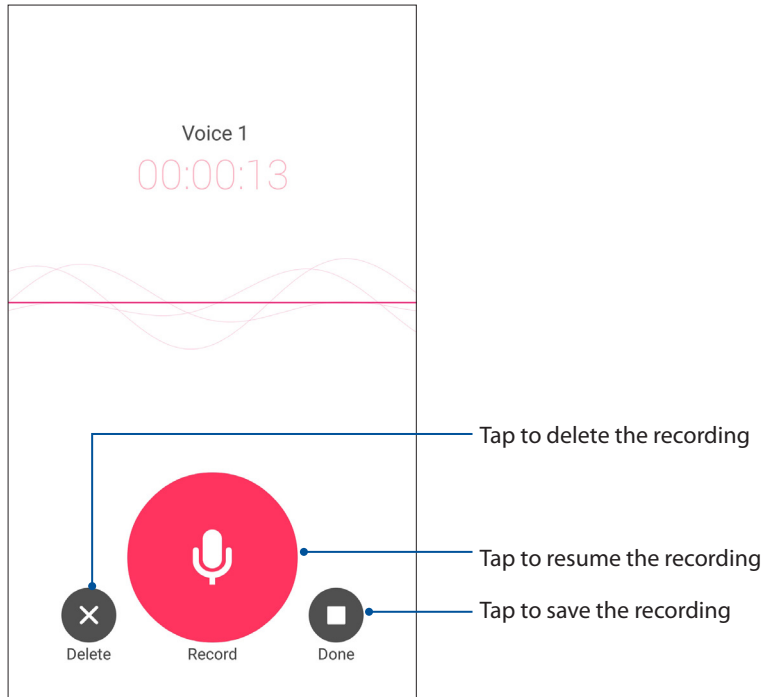 Voice 1
00:00:13
Tap to delete the recording
Tap to resume the recording
Tap to save the recording
Delete
Record
Done